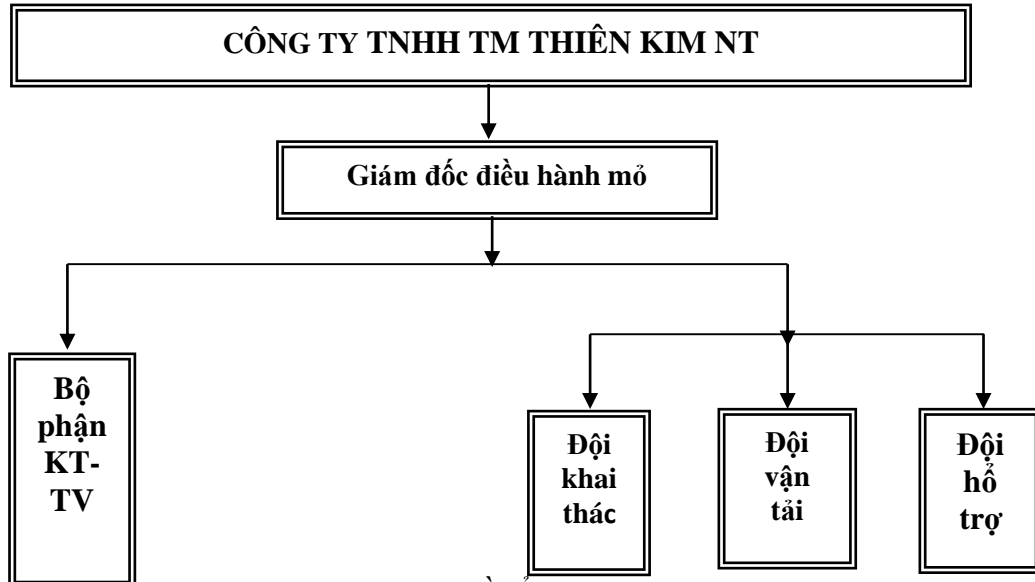 CÔNG TY TNHH TM THIÊN KIM NT
Giám đốc điều hành mỏ
Bộ
phận
KT-
TV
Đội
khai
thác
Đội
vận
tải
Đội
hổ
trợ